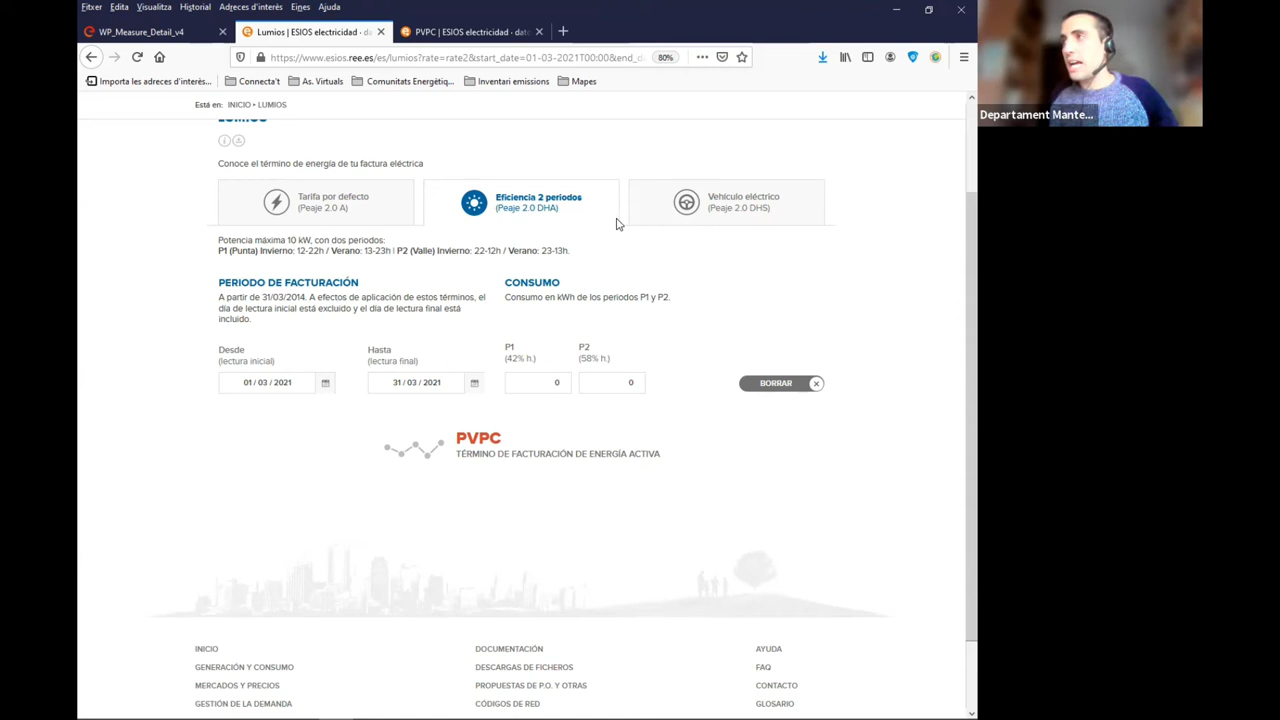 Fitxer Edita Visualitza Historial Adreces d'interès Eines Ajuda
WP_Measure_Detail_v4
Lumios | ESIOS electricidad · da
PVPC | ESIOS electricidad · dato
https://www.esios.ree.es/es/lumios?rate=rate2&start_date=01-03-2021T00:00&end_d
80%
Importa les adreces d'interès...
Connecta't
As. Virtuals
Comunitats Energètiq...
Inventari emissions
Mapes
Departament Mante...
Está en: INICIO > LUMIOS
LUMIOS
Conoce el término de energía de tu factura eléctrica
Tarifa por defecto
(Peaje 2.0 A)
Eficiencia 2 periodos
(Peaje 2.0 DHA)
Vehículo eléctrico
(Peaje 2.0 DHS)
Potencia máxima 10 kW, con dos periodos:
P1 (Punta) Invierno: 12-22h / Verano: 13-23h | P2 (Valle) Invierno: 22-12h / Verano: 23-13h.
PERIODO DE FACTURACIÓN
A partir de 31/03/2014. A efectos de aplicación de estos términos, el
día de lectura inicial está excluido y el día de lectura final está
incluido.
CONSUMO
Consumo en kWh de los periodos P1 y P2.
Desde
(lectura inicial)
Hasta
(lectura final)
P1
(42% h.)
P2
(58% h.)
01 / 03 / 2021
31 / 03 / 2021
0
0
BORRAR
PVPC
TÉRMINO DE FACTURACIÓN DE ENERGÍA ACTIVA
INICIO
GENERACIÓN Y CONSUMO
MERCADOS Y PRECIOS
GESTIÓN DE LA DEMANDA
DOCUMENTACIÓN
DESCARGAS DE FICHEROS
PROPUESTAS DE P.O. Y OTRAS
CÓDIGOS DE RED
AYUDA
FAQ
CONTACTO
GLOSARIO